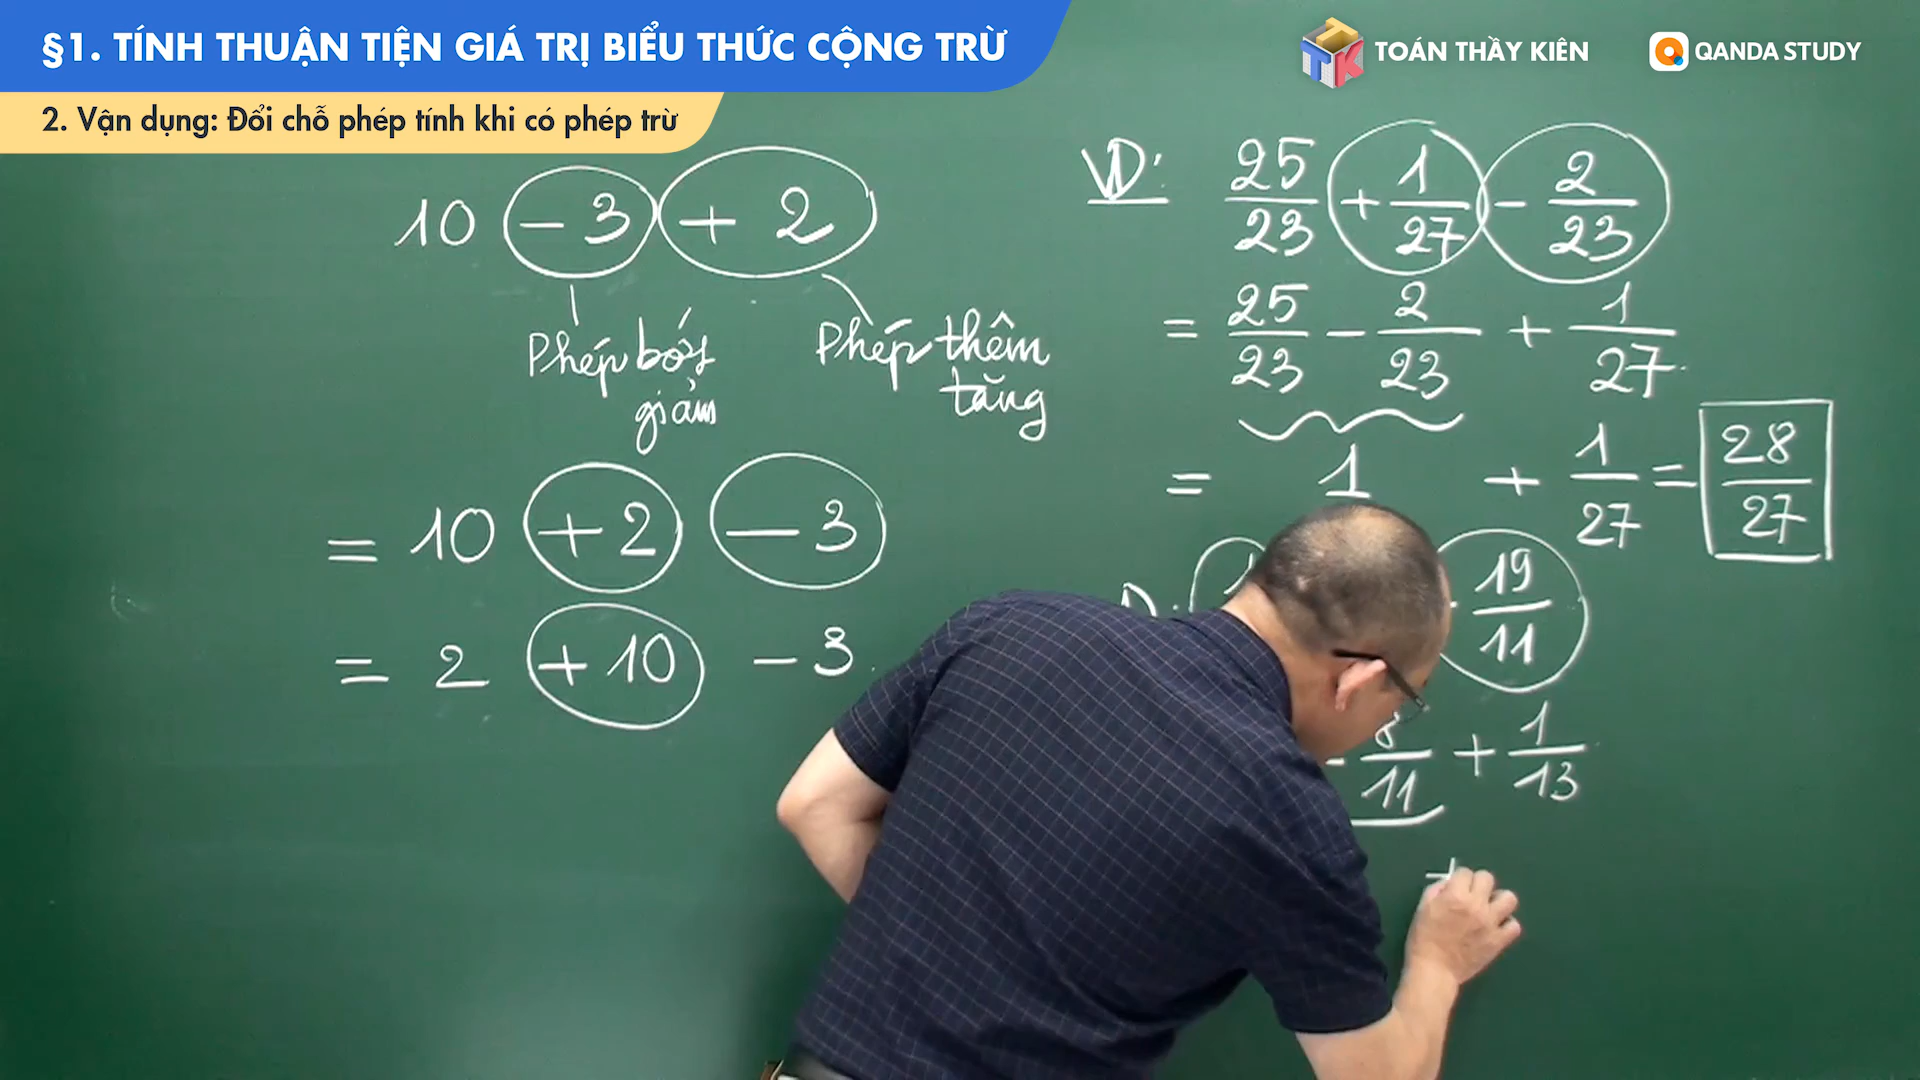 §1. TÍNH THUẬN TIỆN GIÁ TRỊ BIỂU THỨC CỘNG TRỪ
2. Vận dụng: Đổi chỗ phép tính khi có phép trừ
TTK TOÁN THẦY KIÊN
QANDA STUDY
10 - 3 + 2
Phép bớt
giảm
Phép thêm
tăng
= 10 + 2 - 3
= 2 + 10 - 3
VD: 25/23 + 1/27 - 2/23
= 25/23 - 2/23 + 1/27
= 1 + 1/27 = 28/27
19/11
- 8/11 + 1/13
+